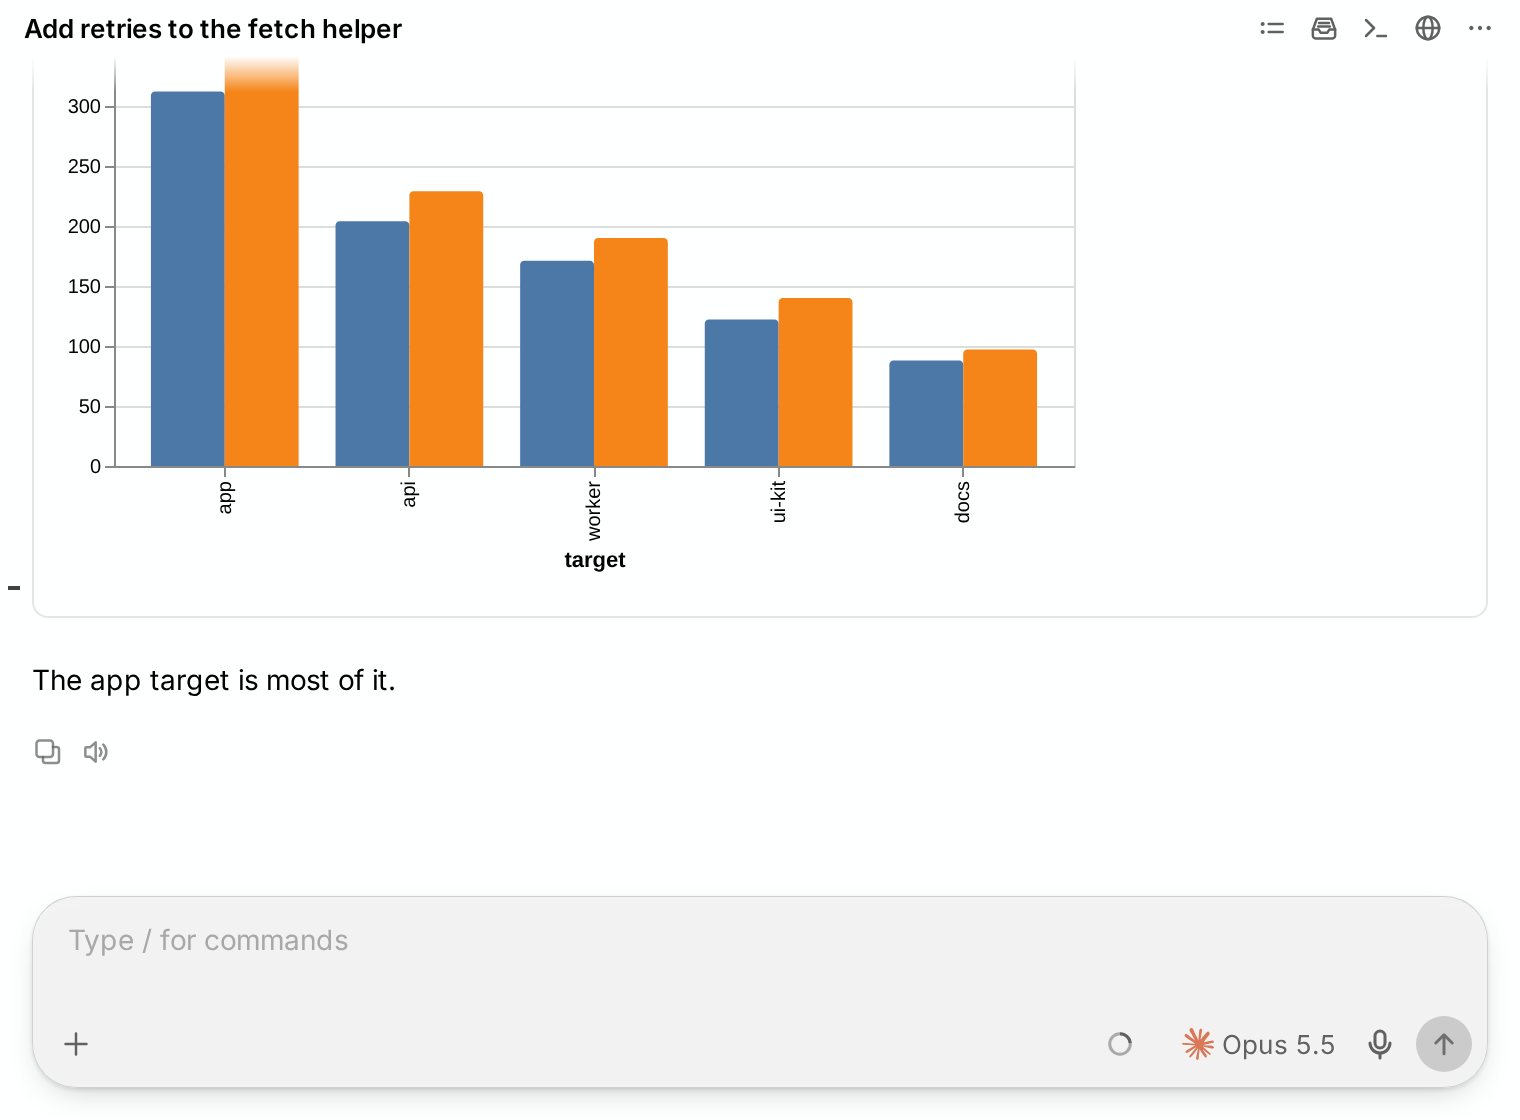 Add retries to the fetch helper
300
250
200
150
100
50
0
app
api
worker
ui-kit
docs
target
The app target is most of it.
Type / for commands
Opus 5.5